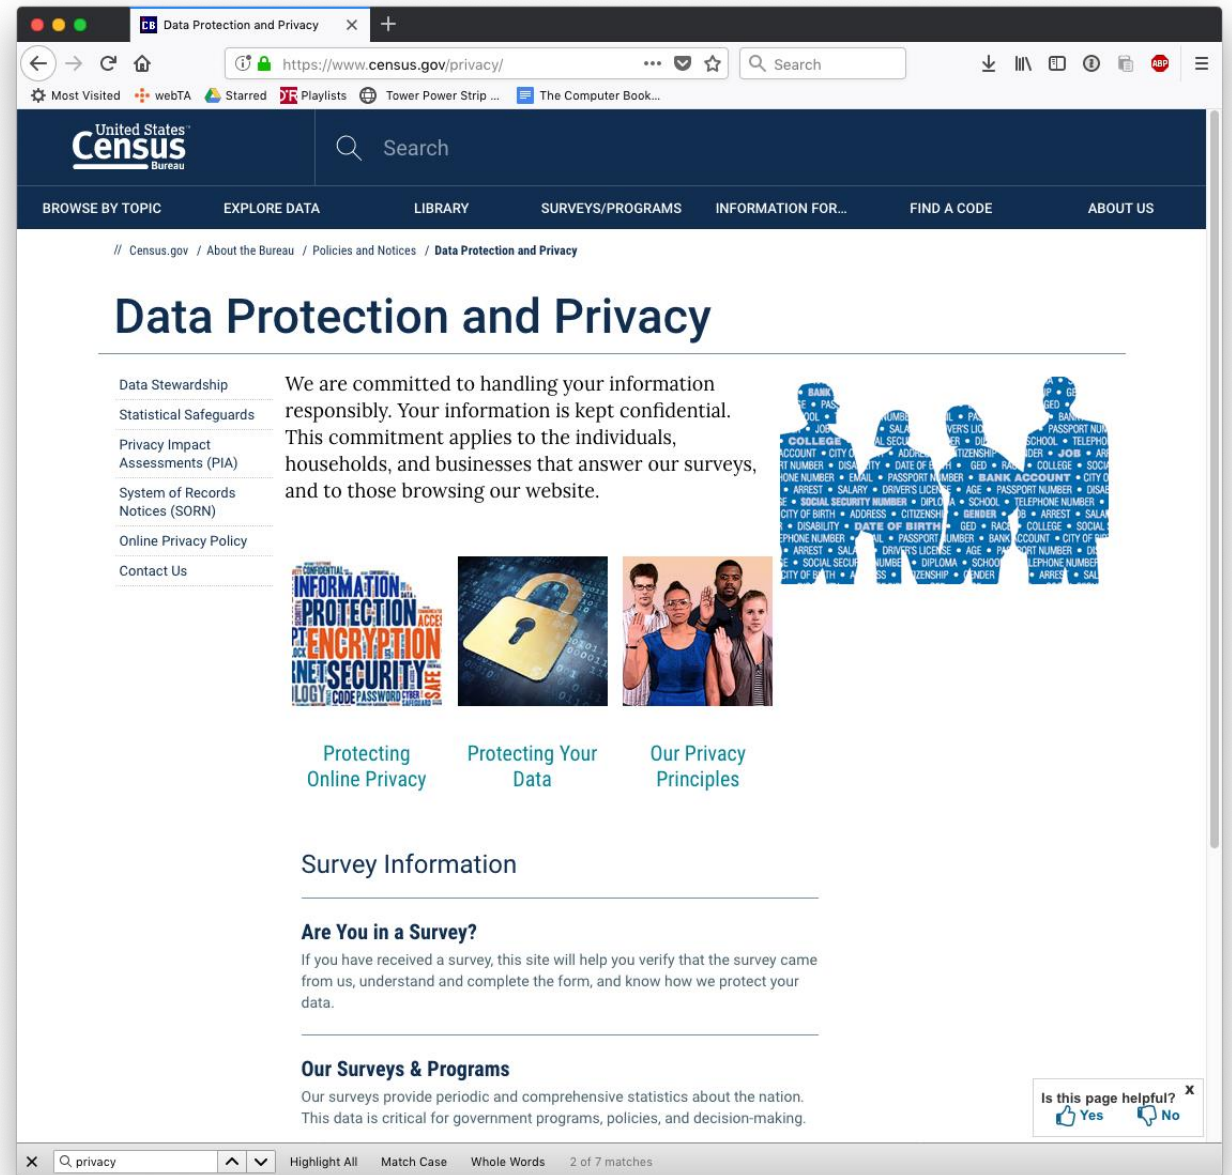 Data Protection and Privacy
https://www.census.gov/privacy/
Search
Most Visited webTA Starred Playlists Tower Power Strip ... The Computer Book...
United States™
Census
Bureau
Search
BROWSE BY TOPIC EXPLORE DATA LIBRARY SURVEYS/PROGRAMS INFORMATION FOR... FIND A CODE ABOUT US
// Census.gov / About the Bureau / Policies and Notices / Data Protection and Privacy
Data Protection and Privacy
Data Stewardship
Statistical Safeguards
Privacy Impact
Assessments (PIA)
System of Records
Notices (SORN)
Online Privacy Policy
Contact Us
We are committed to handling your information
responsibly. Your information is kept confidential.
This commitment applies to the individuals,
households, and businesses that answer our surveys,
and to those browsing our website.
INFORMATION
PROTECTION
ENCRYPTION
SECURITY
CODE PASSWORD
SAFE
Protecting
Online Privacy
Protecting Your
Data
Our Privacy
Principles
Survey Information
Are You in a Survey?
If you have received a survey, this site will help you verify that the survey came
from us, understand and complete the form, and know how we protect your
data.
Our Surveys & Programs
Our surveys provide periodic and comprehensive statistics about the nation.
This data is critical for government programs, policies, and decision-making.
Is this page helpful? X
Yes No
privacy Highlight All Match Case Whole Words 2 of 7 matches